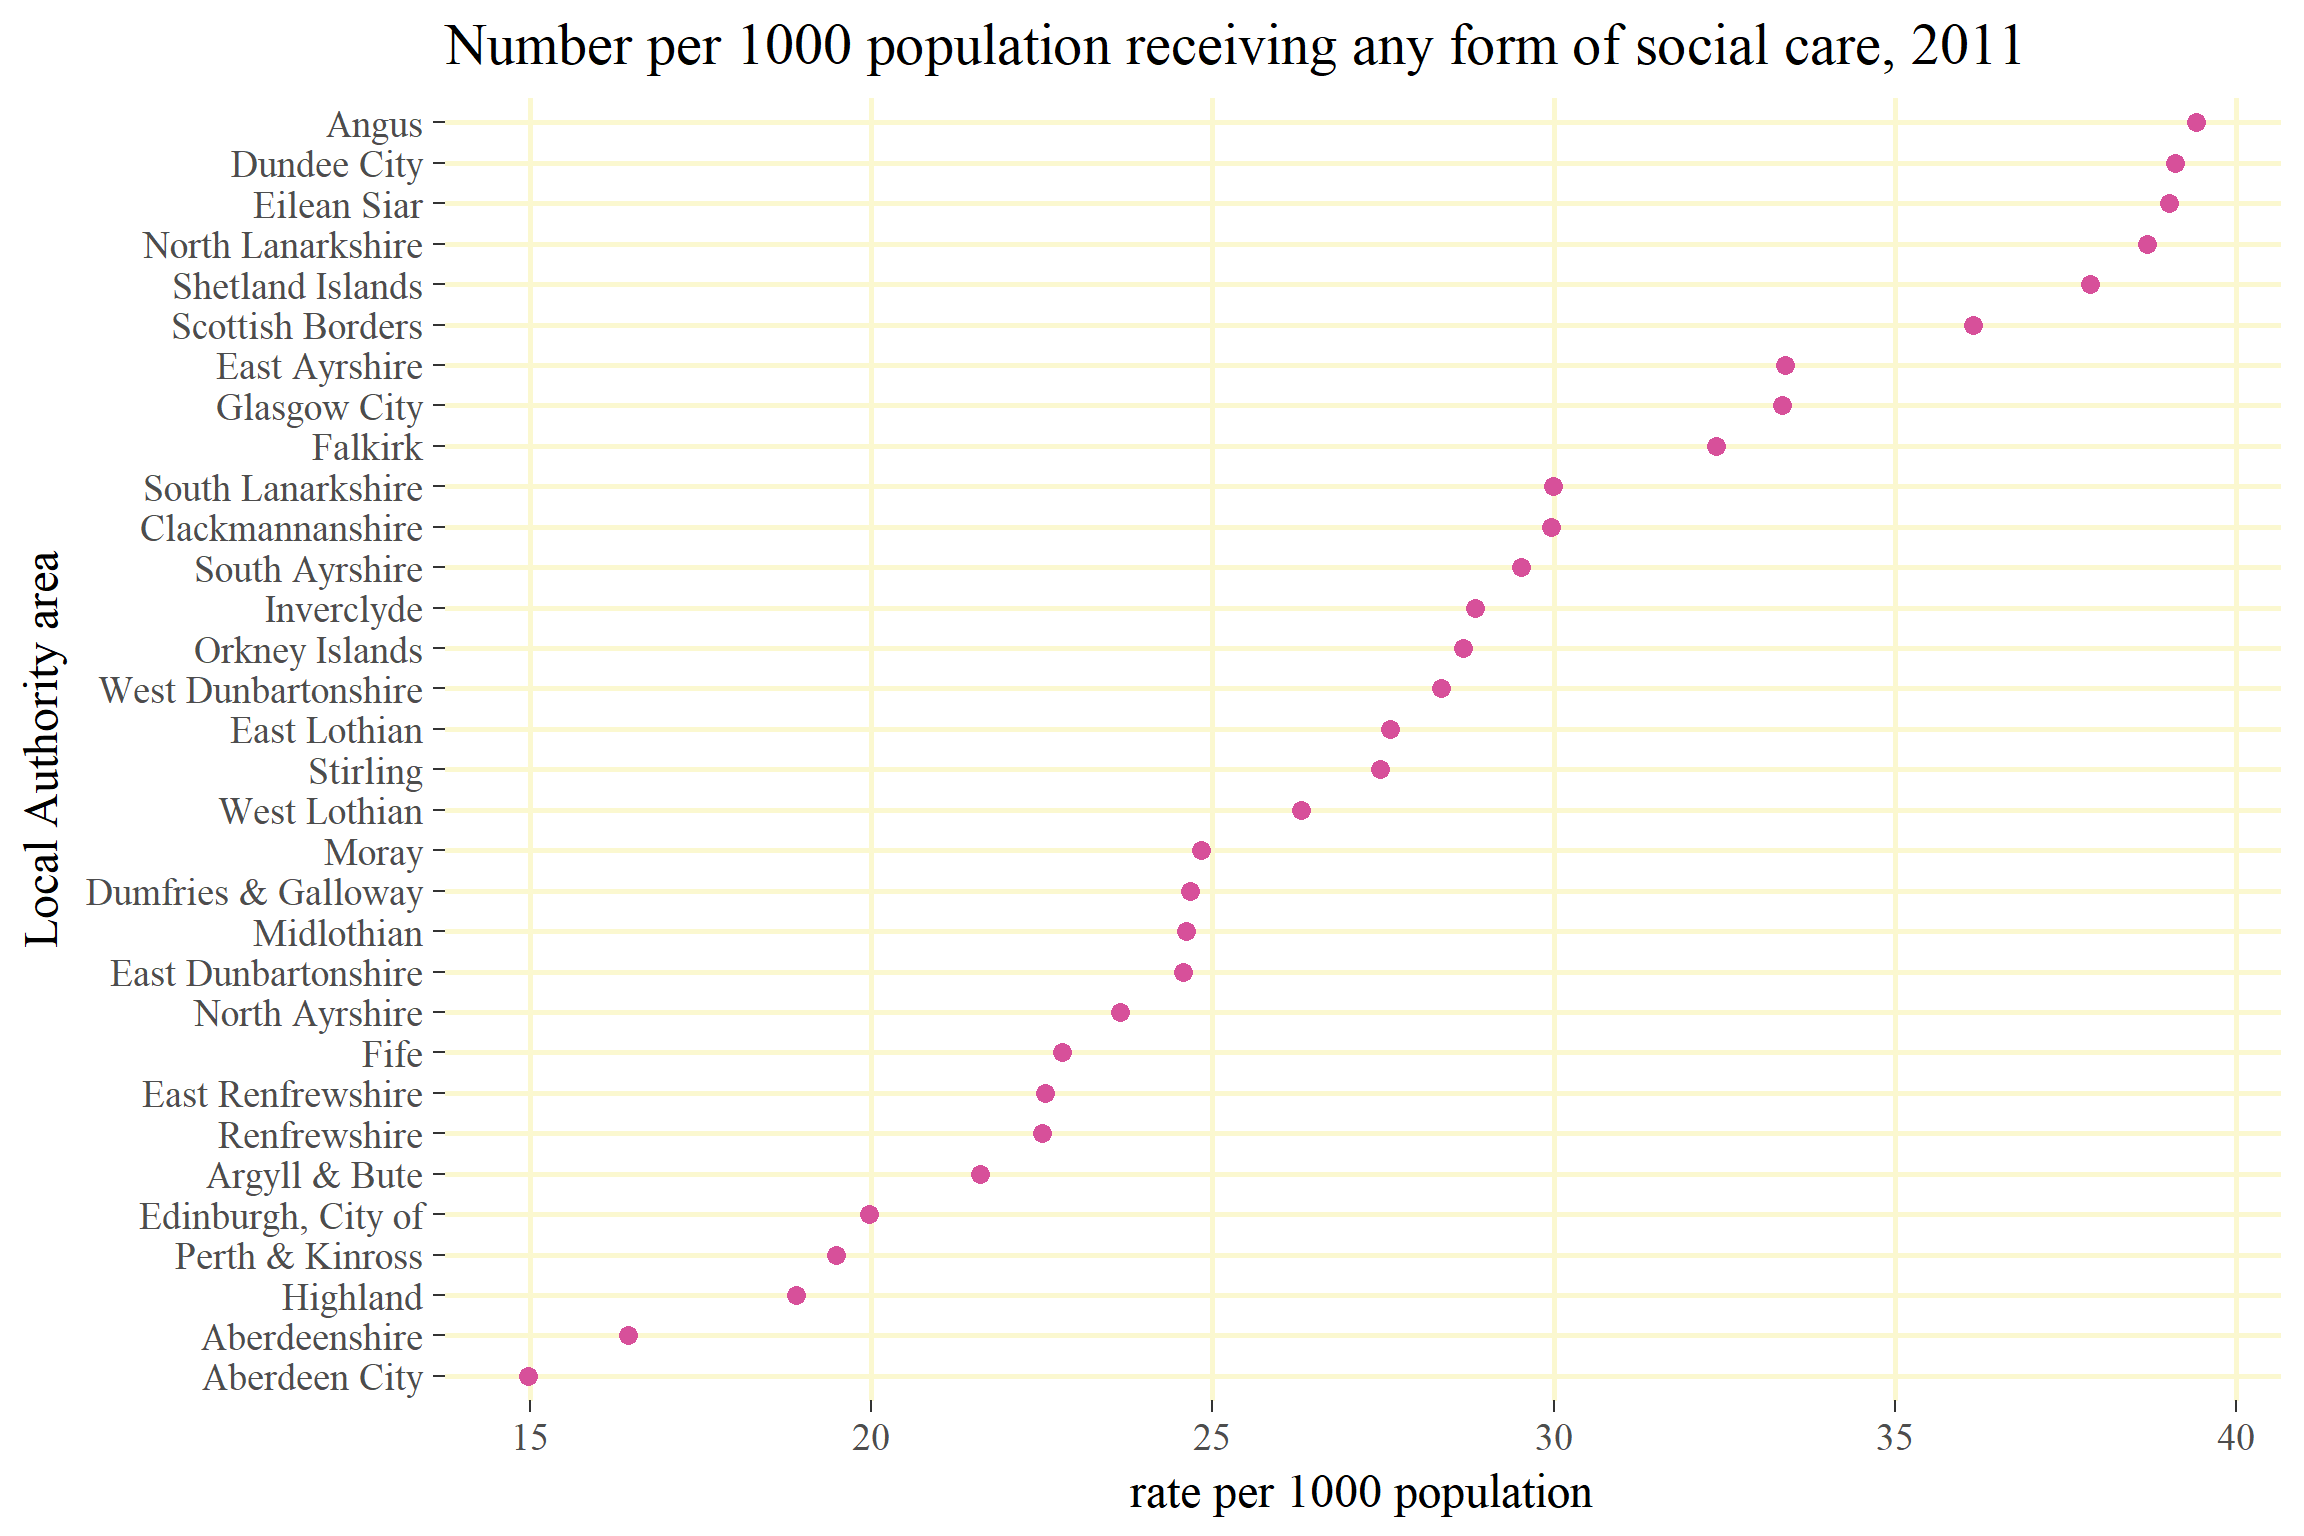 Number per 1000 population receiving any form of social care, 2011
Local Authority area
Angus
Dundee City
Eilean Siar
North Lanarkshire
Shetland Islands
Scottish Borders
East Ayrshire
Glasgow City
Falkirk
South Lanarkshire
Clackmannanshire
South Ayrshire
Inverclyde
Orkney Islands
West Dunbartonshire
East Lothian
Stirling
West Lothian
Moray
Dumfries & Galloway
Midlothian
East Dunbartonshire
North Ayrshire
Fife
East Renfrewshire
Renfrewshire
Argyll & Bute
Edinburgh, City of
Perth & Kinross
Highland
Aberdeenshire
Aberdeen City
15 20 25 30 35 40
rate per 1000 population